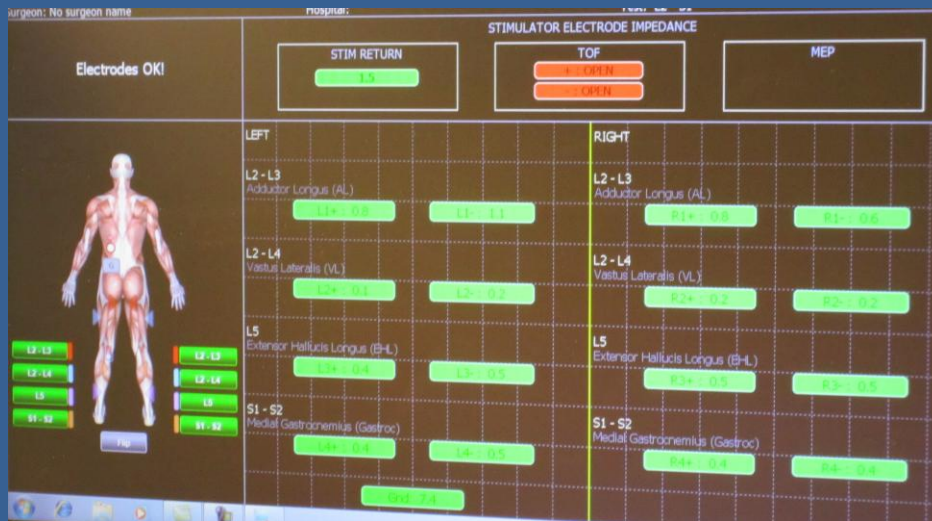 Surgeon: No surgeon name
Hospital:
Test: L2 - S1
Electrodes OK!
STIMULATOR ELECTRODE IMPEDANCE
STIM RETURN
1.5
TOF
+ : OPEN
- : OPEN
MEP
LEFT
L2 - L3
Adductor Longus (AL)
L1+ : 0.8
L1- : 1.1
L2 - L4
Vastus Lateralis (VL)
L2+ : 0.1
L2- : 0.2
L5
Extensor Hallucis Longus (EHL)
L3+ : 0.4
L3- : 0.5
S1 - S2
Medial Gastrocnemius (Gastroc)
L4+ : 0.4
L4- : 0.5
Grid: 7.4
RIGHT
L2 - L3
Adductor Longus (AL)
R1+ : 0.8
R1- : 0.6
L2 - L4
Vastus Lateralis (VL)
R2+ : 0.2
R2- : 0.2
L5
Extensor Hallucis Longus (EHL)
R3+ : 0.5
R3- : 0.5
S1 - S2
Medial Gastrocnemius (Gastroc)
R4+ : 0.4
R4- : 0.4
G
L2 - L3
L2 - L4
L5
S1 - S2
L2 - L3
L2 - L4
L5
S1 - S2
Flip